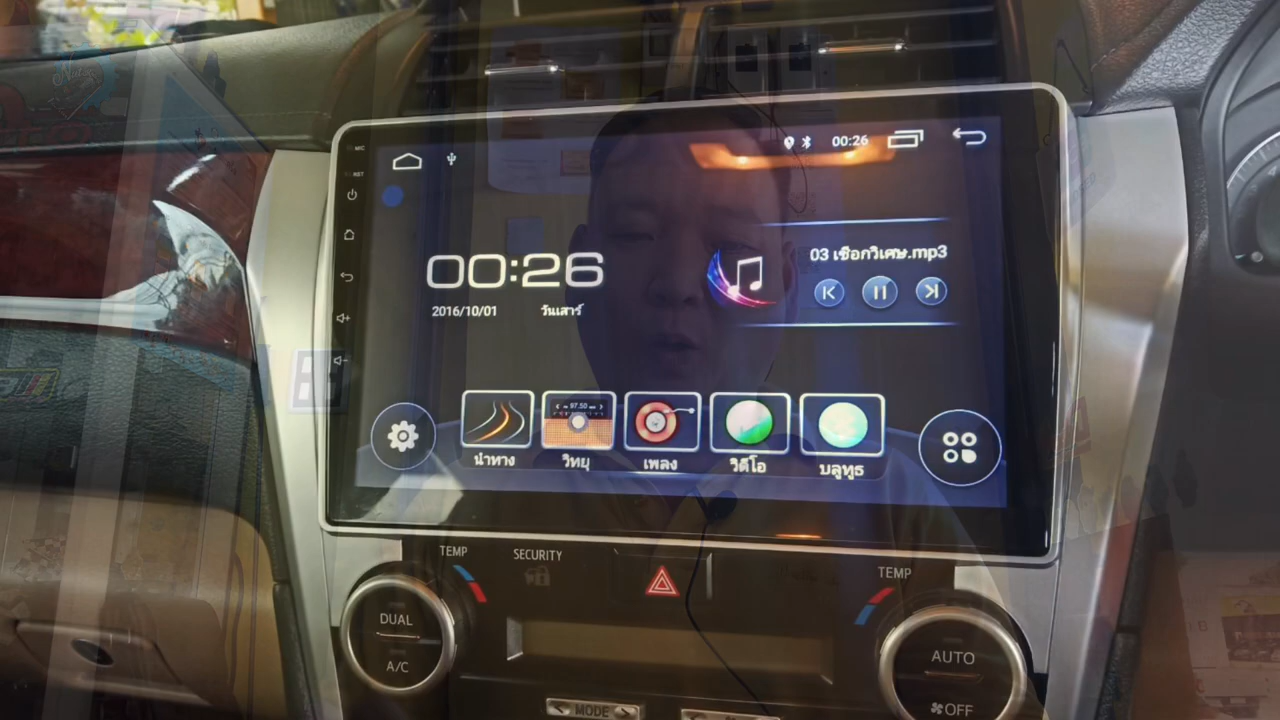 MIC
RST
00:26
00:26
2016/10/01 วันเสาร์
03 เชือกวิเศษ.mp3
97.50
นำทาง วิทยุ เพลง วิดีโอ บลูทูธ
TEMP SECURITY TEMP
DUAL
A/C
AUTO
OFF
MODE